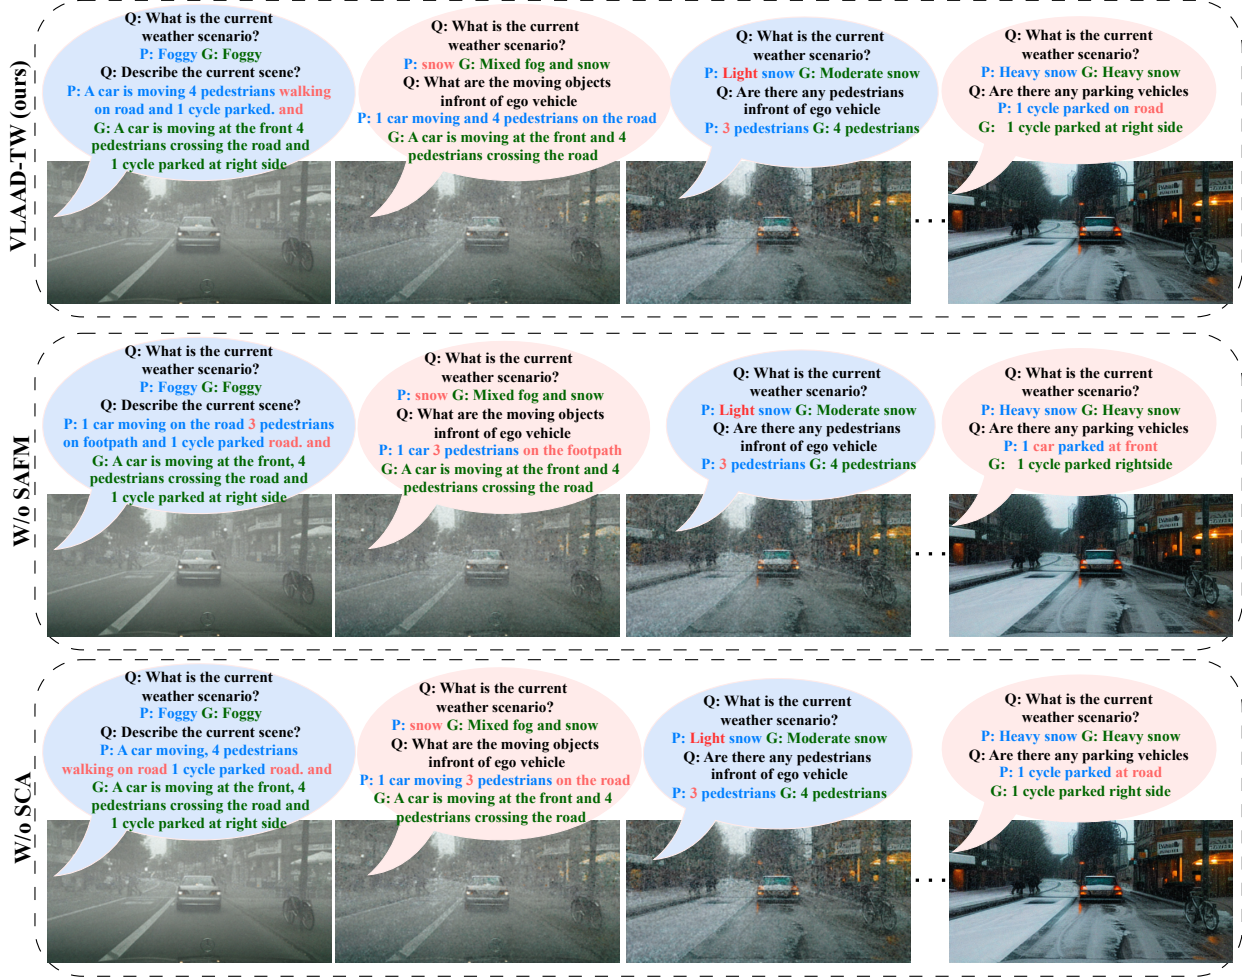 VLAAD-TW (ours)
Q: What is the current
weather scenario?
P: Foggy G: Foggy
Q: Describe the current scene?
P: A car is moving 4 pedestrians walking
on road and 1 cycle parked. and
G: A car is moving at the front 4
pedestrians crossing the road and
1 cycle parked at right side
Q: What is the current
weather scenario?
P: snow G: Mixed fog and snow
Q: What are the moving objects
infront of ego vehicle
P: 1 car moving and 4 pedestrians on the road
G: A car is moving at the front and 4
pedestrians crossing the road
Q: What is the current
weather scenario?
P: Light snow G: Moderate snow
Q: Are there any pedestrians
infront of ego vehicle
P: 3 pedestrians G: 4 pedestrians
...
Q: What is the current
weather scenario?
P: Heavy snow G: Heavy snow
Q: Are there any parking vehicles
P: 1 cycle parked on road
G: 1 cycle parked at right side
W/o SAFM
Q: What is the current
weather scenario?
P: Foggy G: Foggy
Q: Describe the current scene?
P: 1 car moving on the road 3 pedestrians
on footpath and 1 cycle parked road. and
G: A car is moving at the front, 4
pedestrians crossing the road and
1 cycle parked at right side
Q: What is the current
weather scenario?
P: snow G: Mixed fog and snow
Q: What are the moving objects
infront of ego vehicle
P: 1 car 3 pedestrians on the footpath
G: A car is moving at the front and 4
pedestrians crossing the road
Q: What is the current
weather scenario?
P: Light snow G: Moderate snow
Q: Are there any pedestrians
infront of ego vehicle
P: 3 pedestrians G: 4 pedestrians
...
Q: What is the current
weather scenario?
P: Heavy snow G: Heavy snow
Q: Are there any parking vehicles
P: 1 car parked at front
G: 1 cycle parked rightside
W/o SCA
Q: What is the current
weather scenario?
P: Foggy G: Foggy
Q: Describe the current scene?
P: A car moving, 4 pedestrians
walking on road 1 cycle parked road. and
G: A car is moving at the front, 4
pedestrians crossing the road and
1 cycle parked at right side
Q: What is the current
weather scenario?
P: snow G: Mixed fog and snow
Q: What are the moving objects
infront of ego vehicle
P: 1 car moving 3 pedestrians on the road
G: A car is moving at the front and 4
pedestrians crossing the road
Q: What is the current
weather scenario?
P: Light snow G: Moderate snow
Q: Are there any pedestrians
infront of ego vehicle
P: 3 pedestrians G: 4 pedestrians
...
Q: What is the current
weather scenario?
P: Heavy snow G: Heavy snow
Q: Are there any parking vehicles
P: 1 cycle parked at road
G: 1 cycle parked right side